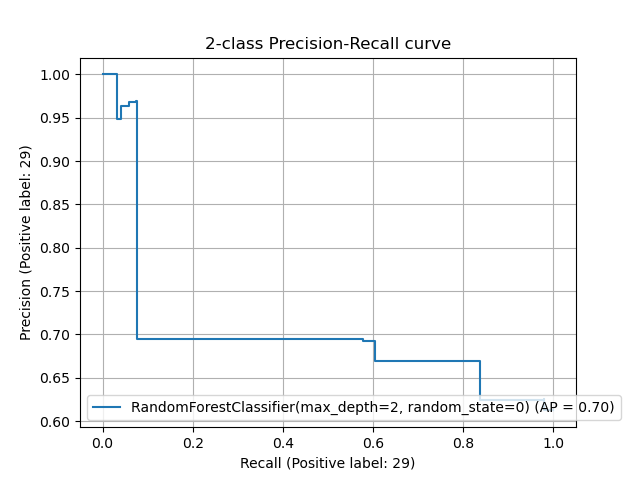 2-class Precision-Recall curve
1.00
0.95
0.90
0.85
0.80
0.75
0.70
0.65
0.60
Precision (Positive label: 29)
RandomForestClassifier(max_depth=2, random_state=0) (AP = 0.70)
0.0 0.2 0.4 0.6 0.8 1.0
Recall (Positive label: 29)